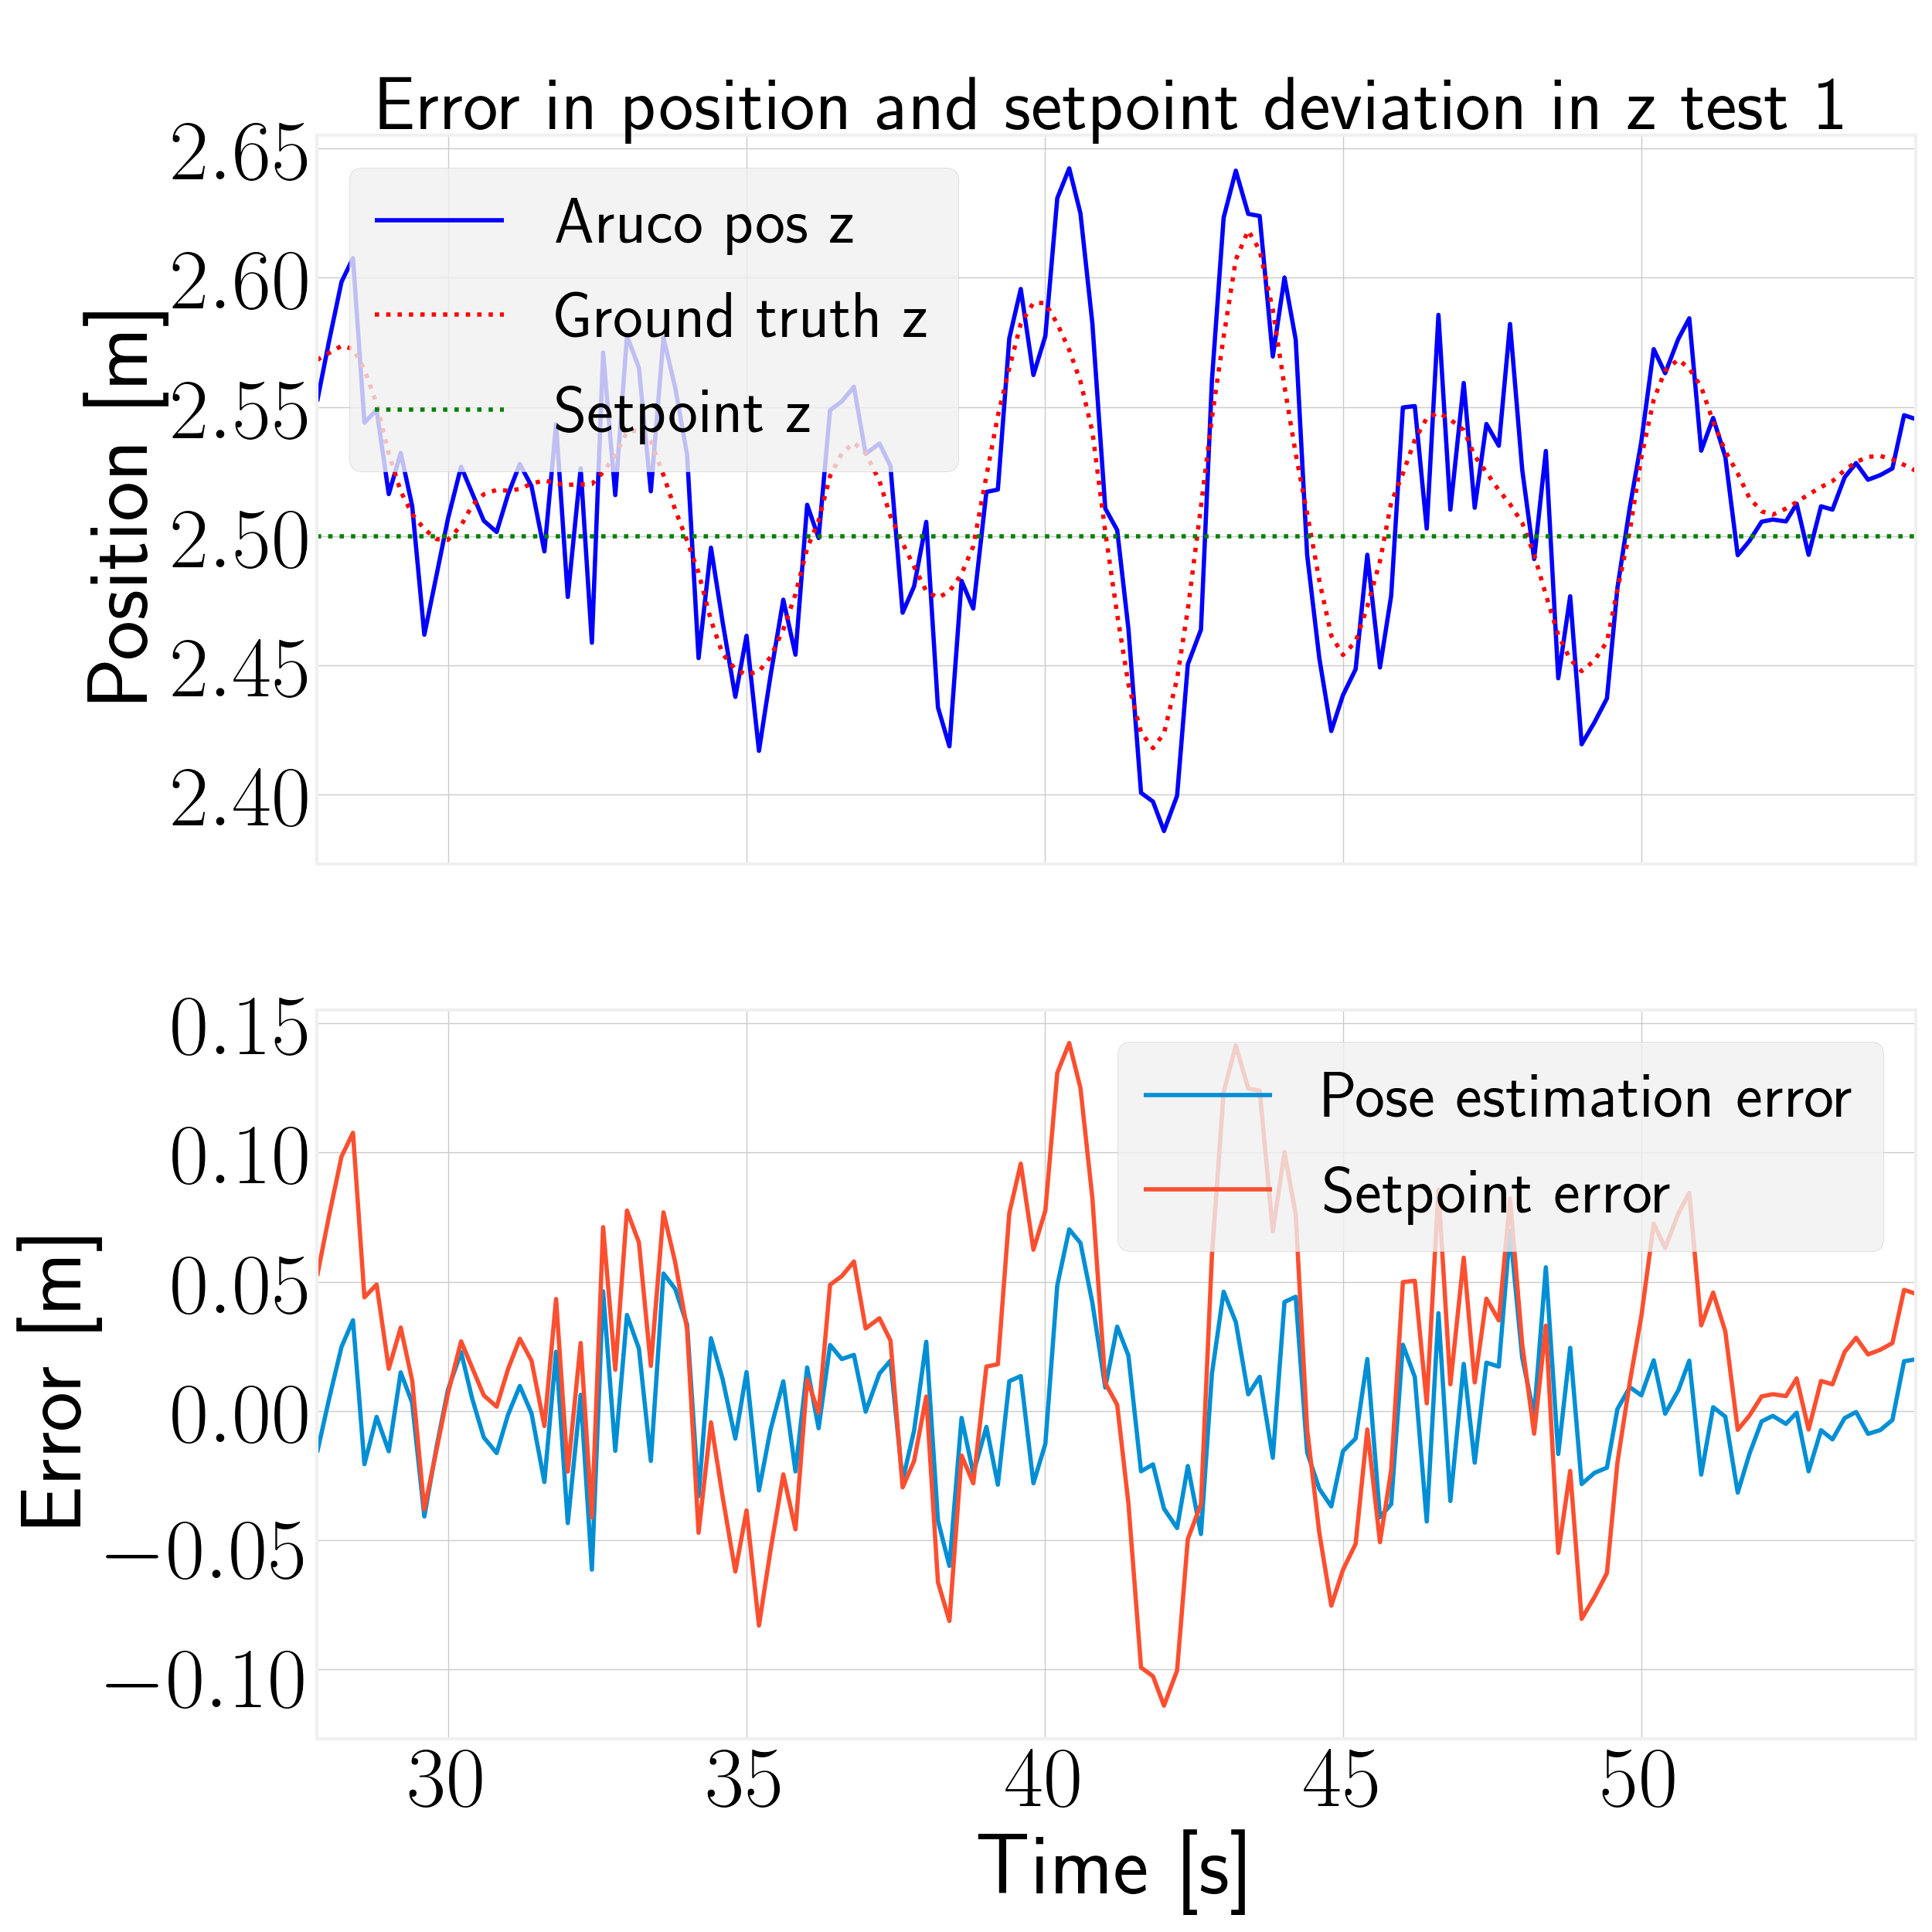 Error in position and setpoint deviation in z test 1
Position [m]
2.65
2.60
2.55
2.50
2.45
2.40
Aruco pos z
Ground truth z
Setpoint z
Error [m]
0.15
0.10
0.05
0.00
−0.05
−0.10
Pose estimation error
Setpoint error
30 35 40 45 50
Time [s]